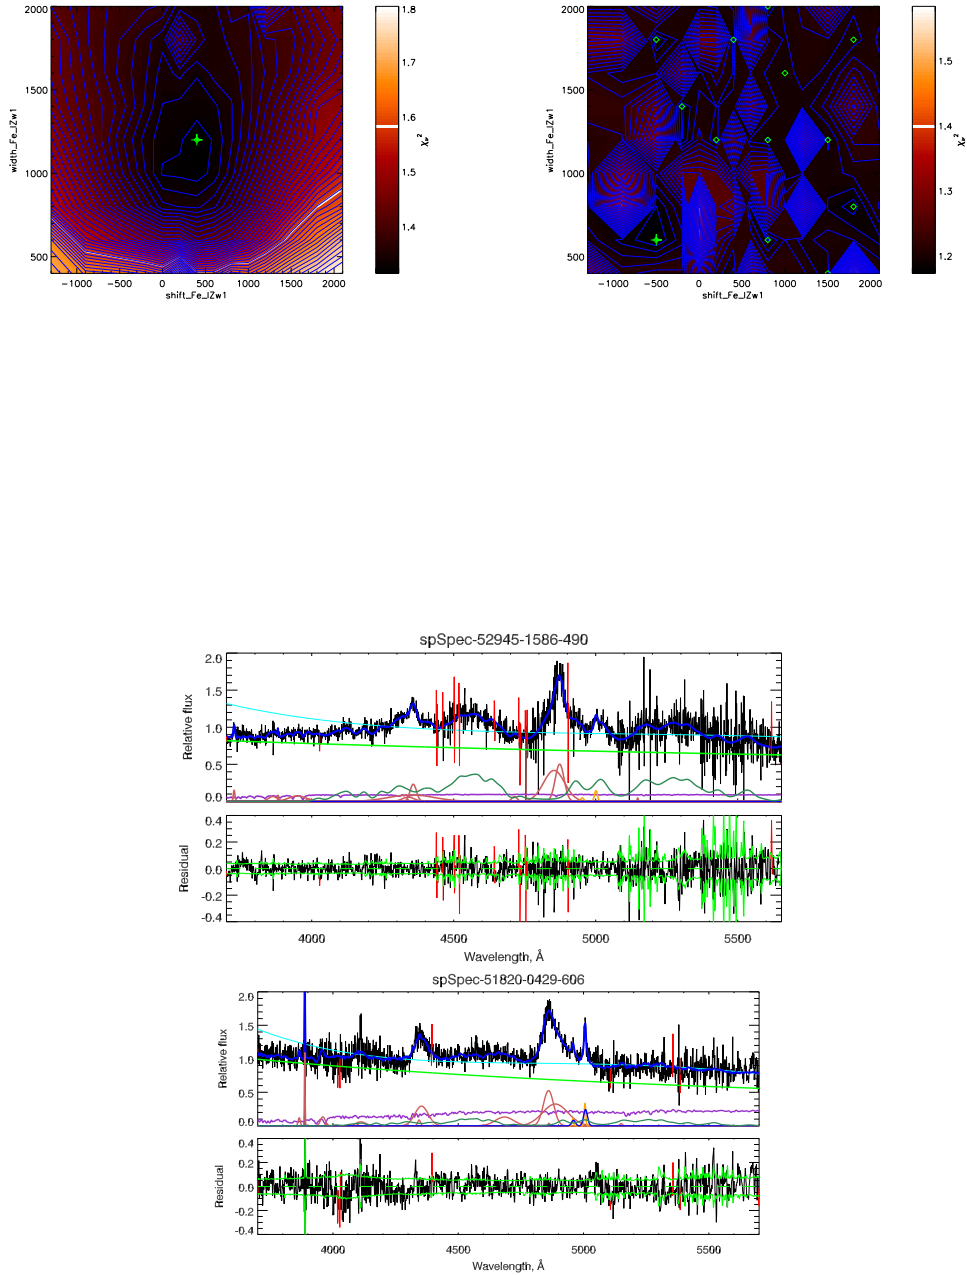 2000
1500
1000
500
width_Fe_IZw1
-1000 -500 0 500 1000 1500 2000
shift_Fe_IZw1
1.8
1.7
1.6
1.5
1.4
χᵥ²
2000
1500
1000
500
width_Fe_IZw1
-1000 -500 0 500 1000 1500 2000
shift_Fe_IZw1
1.5
1.4
1.3
1.2
χᵥ²
spSpec-52945-1586-490
2.0
1.5
1.0
0.5
0.0
Relative flux
0.4
0.2
0.0
-0.2
-0.4
Residual
4000 4500 5000 5500
Wavelength, Å
spSpec-51820-0429-606
2.0
1.5
1.0
0.5
0.0
Relative flux
0.4
0.2
0.0
-0.2
-0.4
Residual
4000 4500 5000 5500
Wavelength, Å